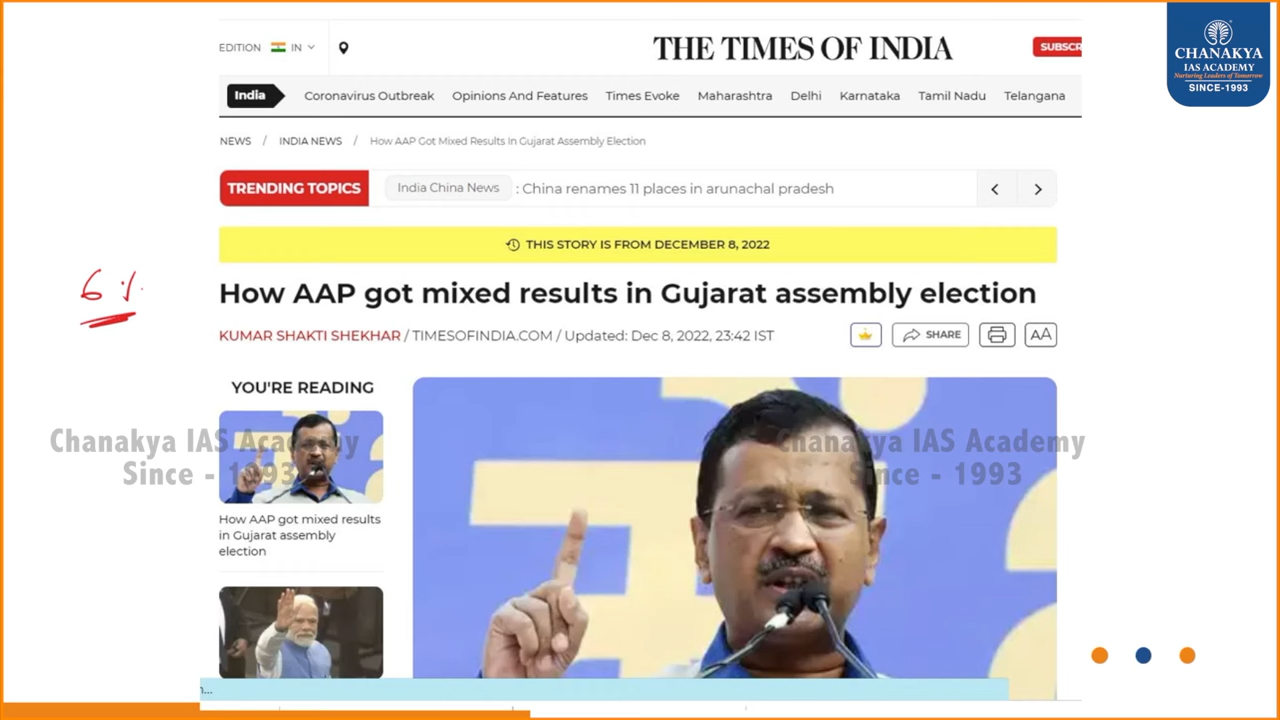 EDITION IN
THE TIMES OF INDIA
SUBSCR
CHANAKYA
IAS ACADEMY
Nurturing Leaders of Tomorrow
SINCE-1993
India Coronavirus Outbreak Opinions And Features Times Evoke Maharashtra Delhi Karnataka Tamil Nadu Telangana
NEWS / INDIA NEWS / How AAP Got Mixed Results In Gujarat Assembly Election
TRENDING TOPICS India China News : China renames 11 places in arunachal pradesh
THIS STORY IS FROM DECEMBER 8, 2022
6 %
How AAP got mixed results in Gujarat assembly election
KUMAR SHAKTI SHEKHAR / TIMESOFINDIA.COM / Updated: Dec 8, 2022, 23:42 IST
SHARE
AA
YOU'RE READING
Chanakya IAS Academy
Since - 1993
Chanakya IAS Academy
Since - 1993
How AAP got mixed results
in Gujarat assembly
election